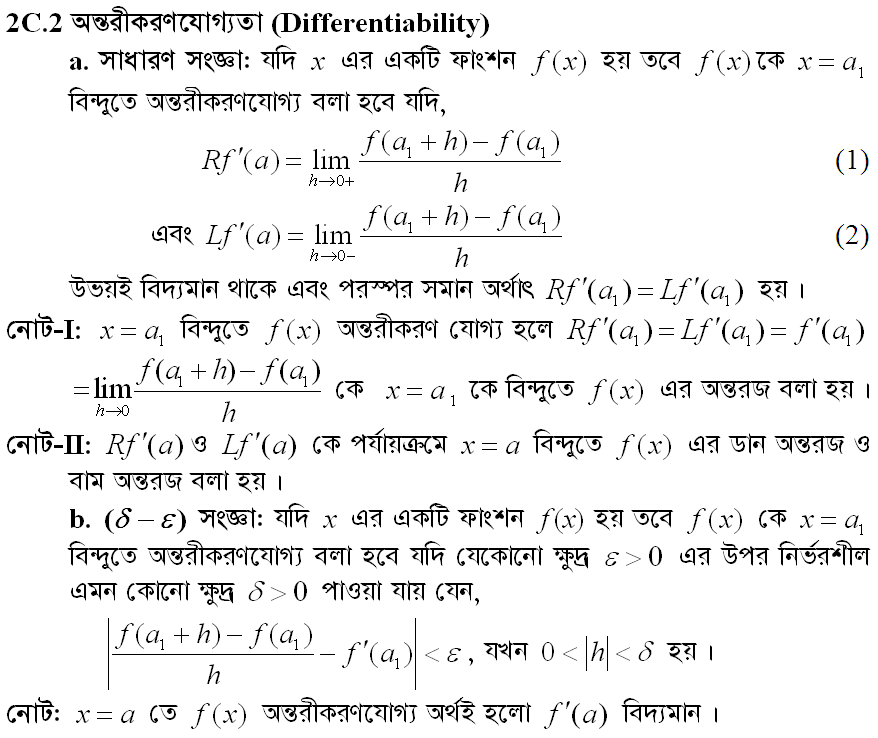 2C.2 অন্তরীকরণযোগ্যতা (Differentiability)
a. সাধারণ সংজ্ঞা: যদি x এর একটি ফাংশন f(x) হয় তবে f(x) কে x = a₁
বিন্দুতে অন্তরীকরণযোগ্য বলা হবে যদি,
Rf′(a) = lim_{h→0+} \frac{f(a₁ + h) − f(a₁)}{h} (1)
এবং Lf′(a) = lim_{h→0−} \frac{f(a₁ + h) − f(a₁)}{h} (2)
উভয়ই বিদ্যমান থাকে এবং পরস্পর সমান অর্থাৎ Rf′(a₁) = Lf′(a₁) হয় ।
নোট-I: x = a₁ বিন্দুতে f(x) অন্তরীকরণ যোগ্য হলে Rf′(a₁) = Lf′(a₁) = f′(a₁)
= lim_{h→0} \frac{f(a₁ + h) − f(a₁)}{h} কে x = a₁ কে বিন্দুতে f(x) এর অন্তরজ বলা হয় ।
নোট-II: Rf′(a) ও Lf′(a) কে পর্যায়ক্রমে x = a বিন্দুতে f(x) এর ডান অন্তরজ ও
বাম অন্তরজ বলা হয় ।
b. (δ − ε) সংজ্ঞা: যদি x এর একটি ফাংশন f(x) হয় তবে f(x) কে x = a₁
বিন্দুতে অন্তরীকরণযোগ্য বলা হবে যদি যেকোনো ক্ষুদ্র ε > 0 এর উপর নির্ভরশীল
এমন কোনো ক্ষুদ্র δ > 0 পাওয়া যায় যেন,
|\frac{f(a₁ + h) − f(a₁)}{h} − f′(a₁)| < ε, যখন 0 < |h| < δ হয় ।
নোট: x = a তে f(x) অন্তরীকরণযোগ্য অর্থই হলো f′(a) বিদ্যমান ।